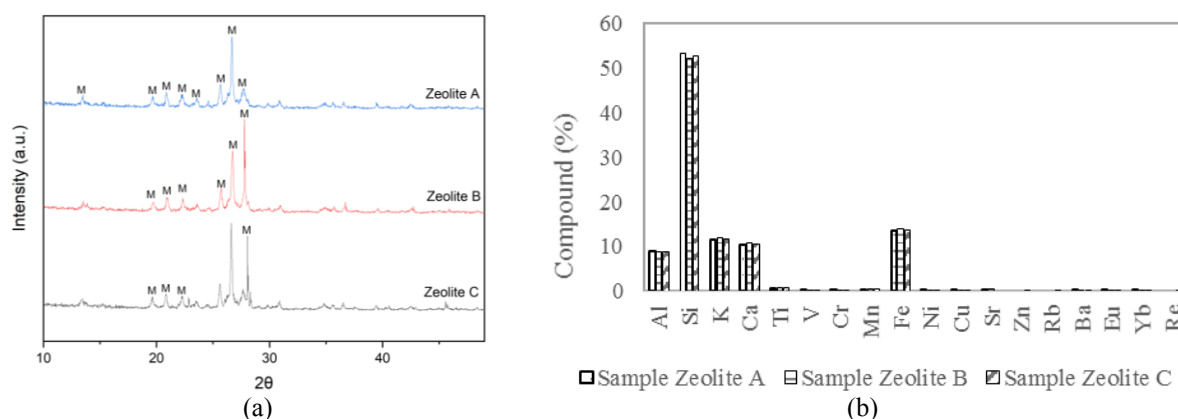 M
M
M
M
M
M
M
M
Zeolite A
M
M
M
M
M
M
M
Zeolite B
M
M
M
M
Zeolite C
Intensity (a.u.)
10
20
30
40
2θ
(a)
60
50
40
30
20
10
0
Compound (%)
Al
Si
K
Ca
Ti
V
Cr
Mn
Fe
Ni
Cu
Sr
Zn
Rb
Ba
Eu
Yb
Re
Sample Zeolite A
Sample Zeolite B
Sample Zeolite C
(b)